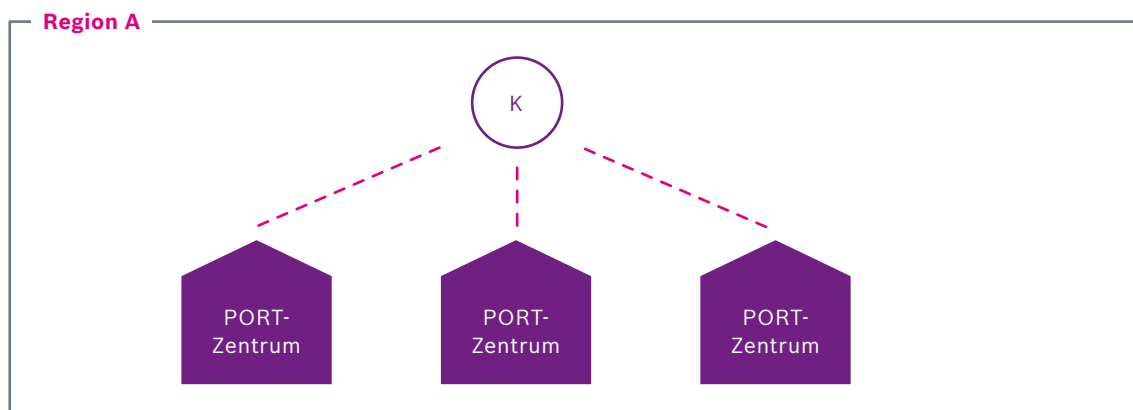 Region A
K
PORT-
Zentrum
PORT-
Zentrum
PORT-
Zentrum